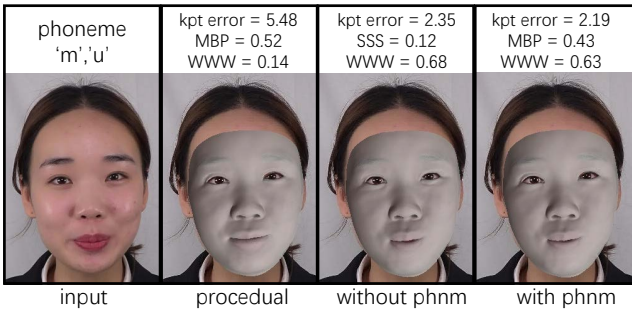 phoneme
‘m’,’u’
kpt error = 5.48
MBP = 0.52
WWW = 0.14
kpt error = 2.35
SSS = 0.12
WWW = 0.68
kpt error = 2.19
MBP = 0.43
WWW = 0.63
input
procedual
without phnm
with phnm